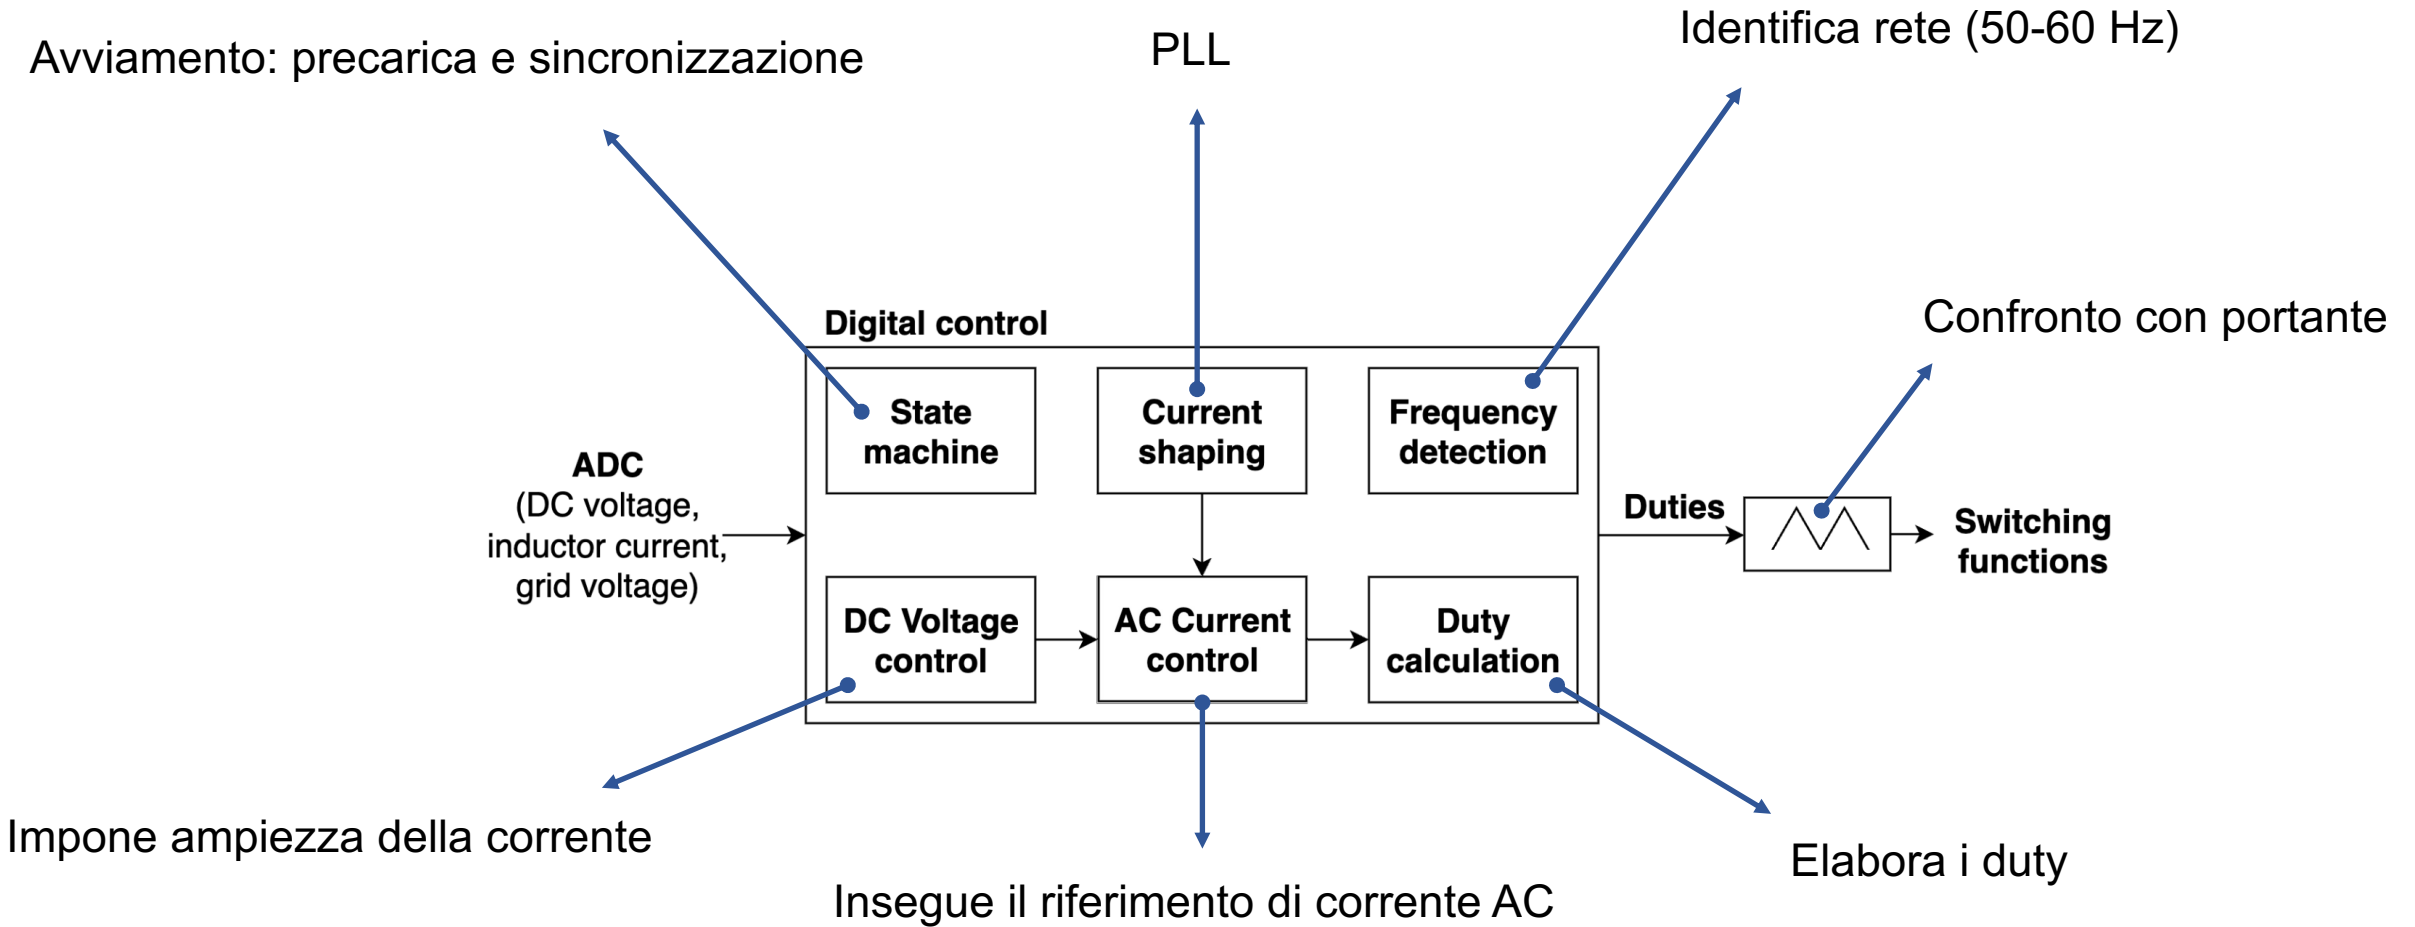 Avviamento: precarica e sincronizzazione
PLL
Identifica rete (50-60 Hz)
Confronto con portante
Digital control
State
machine
Current
shaping
Frequency
detection
ADC
(DC voltage,
inductor current,
grid voltage)
Duties
Switching
functions
DC Voltage
control
AC Current
control
Duty
calculation
Impone ampiezza della corrente
Insegue il riferimento di corrente AC
Elabora i duty